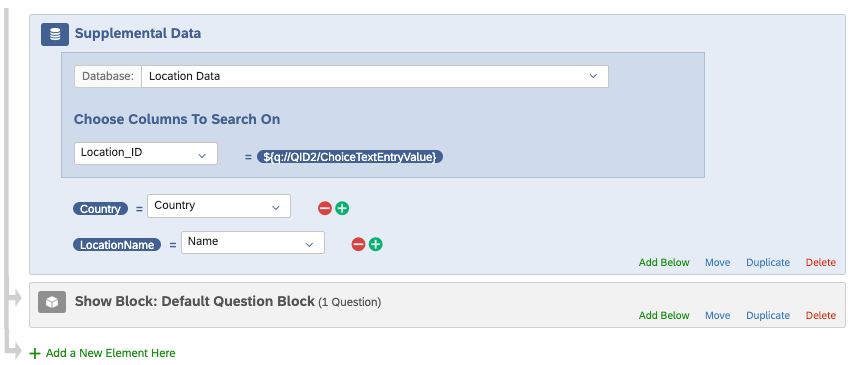 Supplemental Data
Database: Location Data
Choose Columns To Search On
Location_ID = ${q://QID2/ChoiceTextEntryValue}
Country = Country
LocationName = Name
Add Below Move Duplicate Delete
Show Block: Default Question Block (1 Question)
Add Below Move Duplicate Delete
+ Add a New Element Here